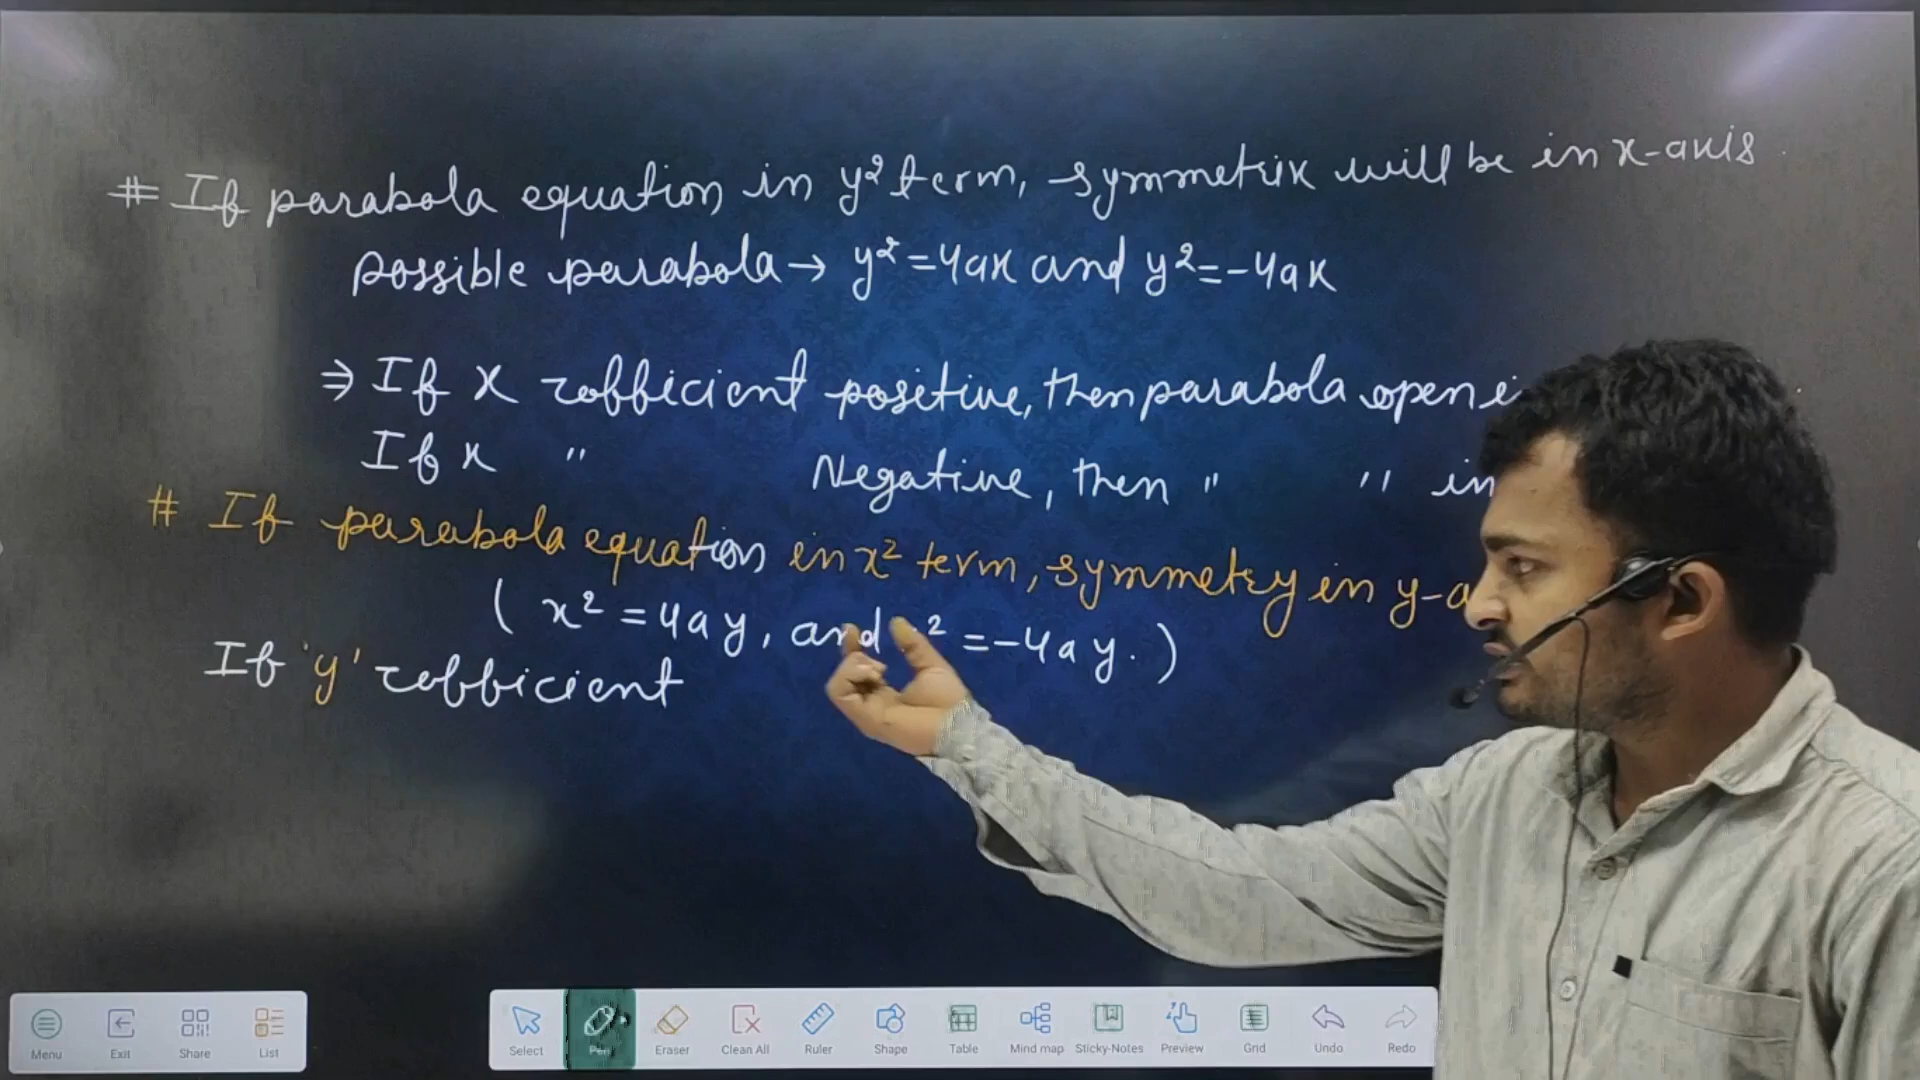 # If parabola equation in y² term, symmetrix will be in x-axis.
possible parabola → y² = 4ax and y² = -4ax
⇒ If x cofficient positive, then parabola open
If x " Negative, then " " in
# If parabola equation in x² term, symmetry in y-a
( x² = 4ay, and ² = -4ay. )
If 'y' cofficient
Menu Exit Share List Select Pen Eraser Clean All Ruler Shape Table Mind map Sticky-Notes Preview Grid Undo Redo